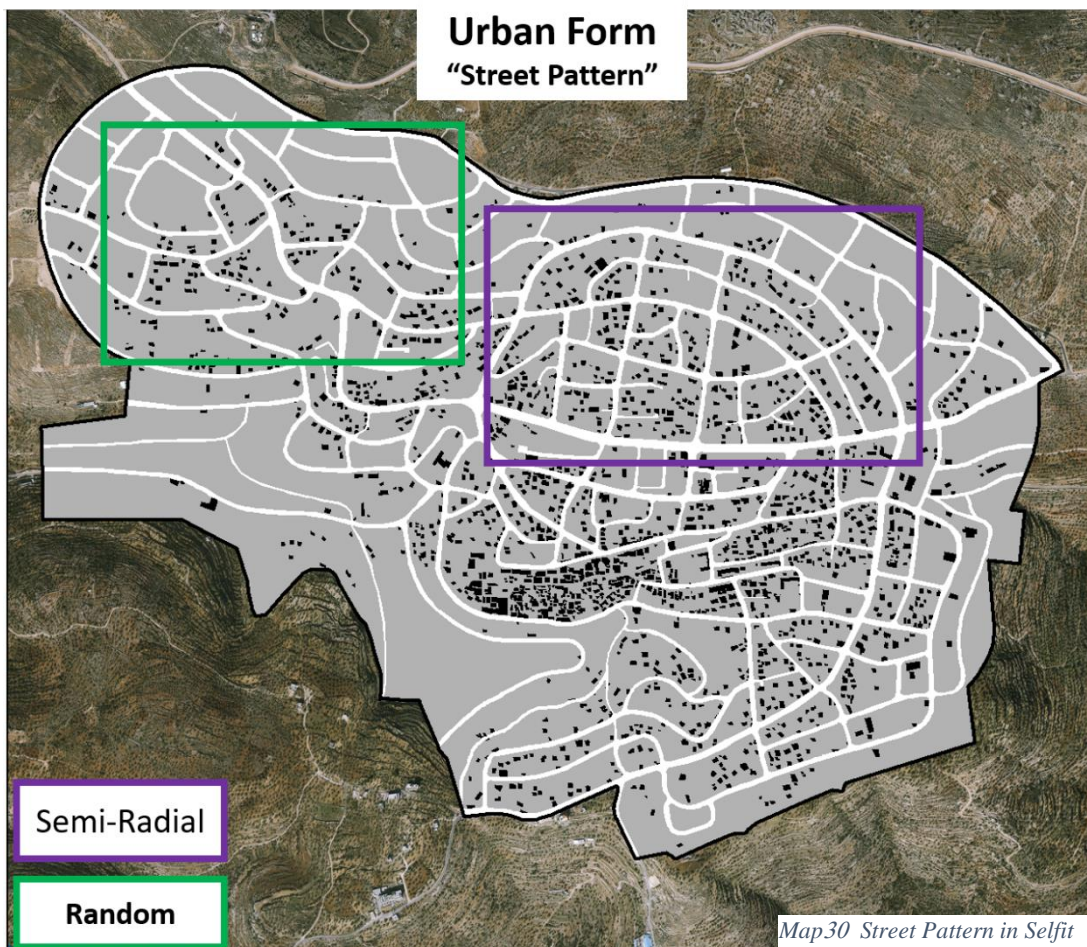 Urban Form
“Street Pattern”
Semi-Radial
Random
Map30 Street Pattern in Selfit